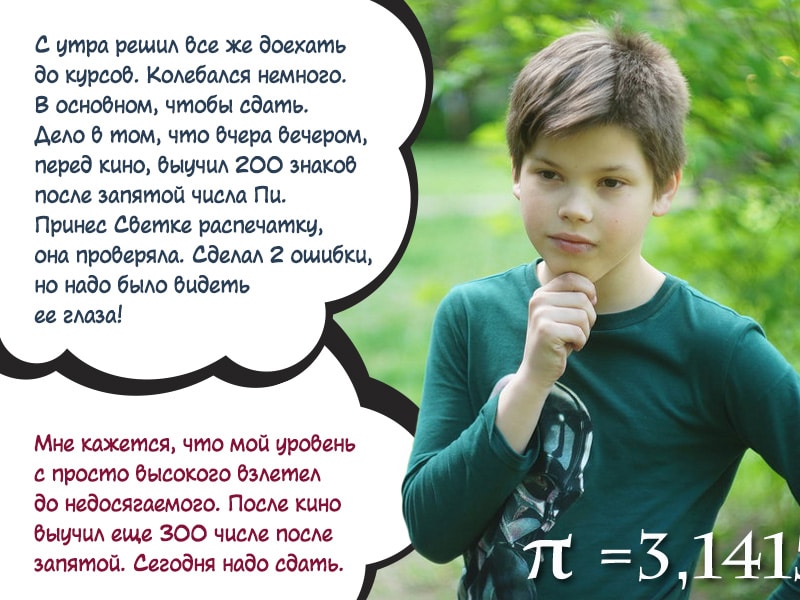 С утра решил все же доехать
до курсов. Колебался немного.
В основном, чтобы сдать.
Дело в том, что вчера вечером,
перед кино, выучил 200 знаков
после запятой числа Пи.
Принес Светке распечатку,
она проверяла. Сделал 2 ошибки,
но надо было видеть
ее глаза!
Мне кажется, что мой уровень
с просто высокого взлетел
до недосягаемого. После кино
выучил еще 300 числе после
запятой. Сегодня надо сдать.
π =3,1415